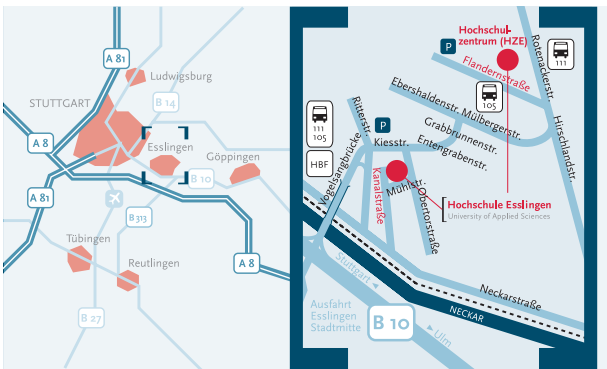 A 81
Ludwigsburg
STUTTGART
B 14
A 8
Esslingen
Göppingen
B 10
A 81
B 313
A 8
Tübingen
Reutlingen
B 27
Hochschul-
zentrum (HZE)
P
Flandernstraße
Rotenackerstr.
111
Hirschlandstr.
105
Ebershaldenstr.
Mülbergerstr.
Grabbrunnenstr.
Entengrabenstr.
111
105
HBF
Ritterstr.
P
Kiesstr.
Vogelsangbrücke
Kanalstraße
Mühlstr.
Obertorstraße
Hochschule Esslingen
University of Applied Sciences
Neckarstraße
NECKAR
Stuttgart
Ausfahrt
Esslingen
Stadtmitte
B 10
Ulm